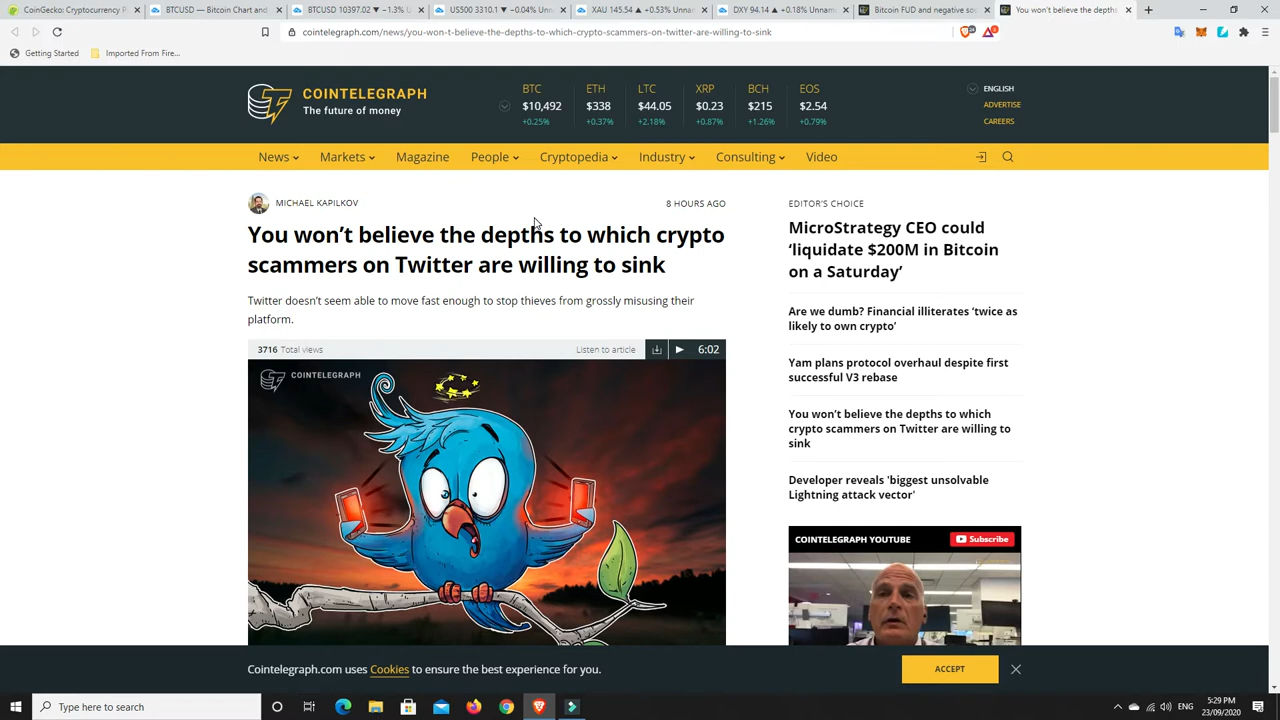 CoinGecko: Cryptocurrency P
BTCUSD — Bitcoin Chart and
BTCUSD 10397.02 ▼ −1.3% U
US500 3310.1 ▼ −0.04% Unn
XAU 145.54 ▲ +0.53% Unna
DXY 94.14 ▲ +0.18% Unnam
Bitcoin FUD and negative so
You won't believe the depths
cointelegraph.com/news/you-won-t-believe-the-depths-to-which-crypto-scammers-on-twitter-are-willing-to-sink
Getting Started
Imported From Fire...
COINTELEGRAPH
The future of money
BTC ETH LTC XRP BCH EOS
$10,492 $338 $44.05 $0.23 $215 $2.54
+0.25% +0.37% +2.18% +0.87% +1.26% +0.79%
ENGLISH
ADVERTISE
CAREERS
News Markets Magazine People Cryptopedia Industry Consulting Video
MICHAEL KAPILKOV
8 HOURS AGO
You won't believe the depths to which crypto
scammers on Twitter are willing to sink
Twitter doesn't seem able to move fast enough to stop thieves from grossly misusing their
platform.
3716 Total views
Listen to article
6:02
COINTELEGRAPH
EDITOR'S CHOICE
MicroStrategy CEO could
‘liquidate $200M in Bitcoin
on a Saturday’
Are we dumb? Financial illiterates ‘twice as
likely to own crypto’
Yam plans protocol overhaul despite first
successful V3 rebase
You won't believe the depths to which
crypto scammers on Twitter are willing to
sink
Developer reveals 'biggest unsolvable
Lightning attack vector'
COINTELEGRAPH YOUTUBE
Subscribe
Cointelegraph.com uses Cookies to ensure the best experience for you.
ACCEPT
Type here to search
ENG
5:29 PM
23/09/2020